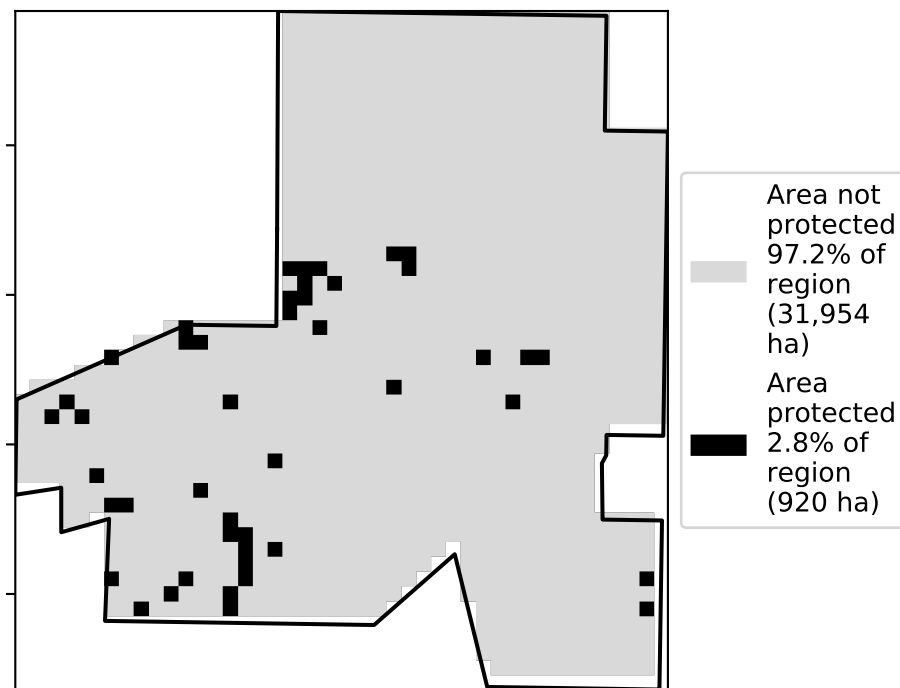 Area not
protected
97.2% of
region
(31,954
ha)
Area
protected
2.8% of
region
(920 ha)